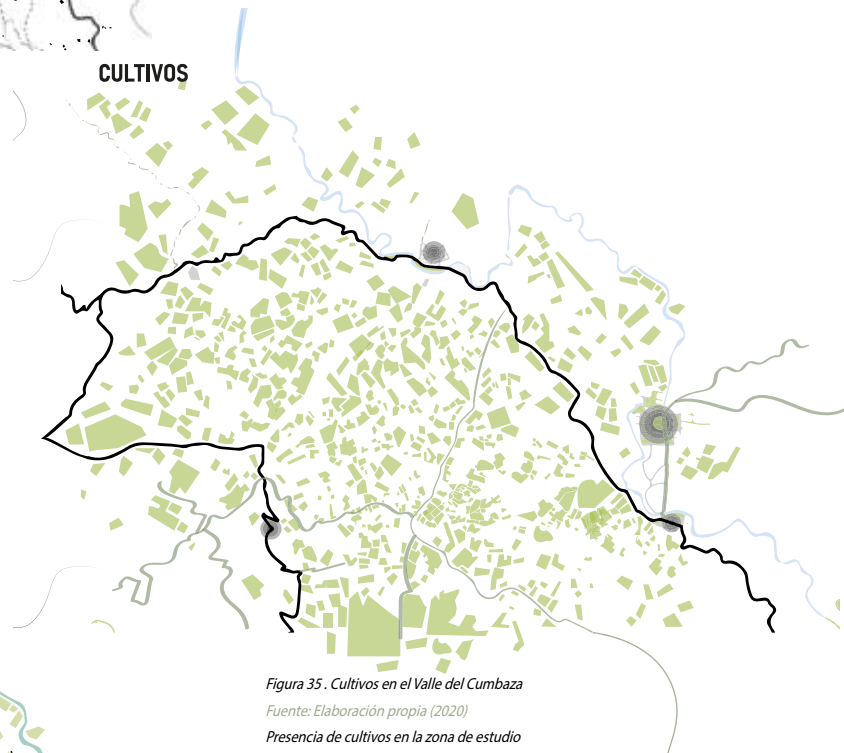 CULTIVOS
Figura 35 . Cultivos en el Valle del Cumbaza
Fuente: Elaboración propia (2020)
Presencia de cultivos en la zona de estudio